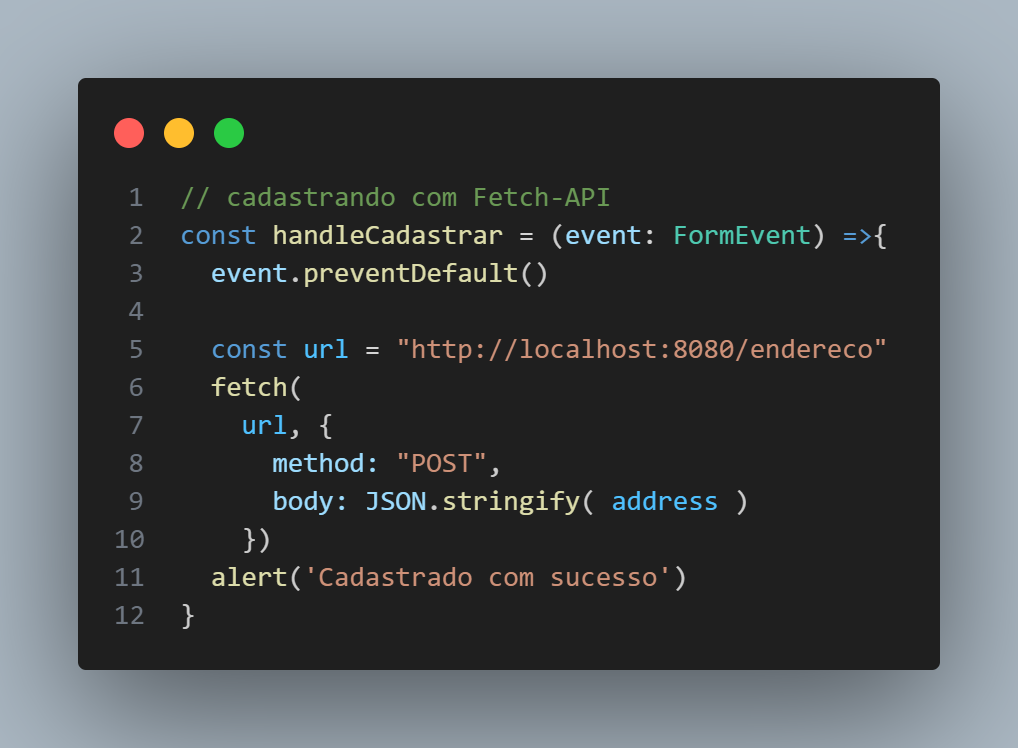 1 // cadastrando com Fetch-API
2 const handleCadastrar = (event: FormEvent) =>{
3   event.preventDefault()
4
5   const url = "http://localhost:8080/endereco"
6   fetch(
7     url, {
8       method: "POST",
9       body: JSON.stringify( address )
10     })
11   alert('Cadastrado com sucesso')
12 }